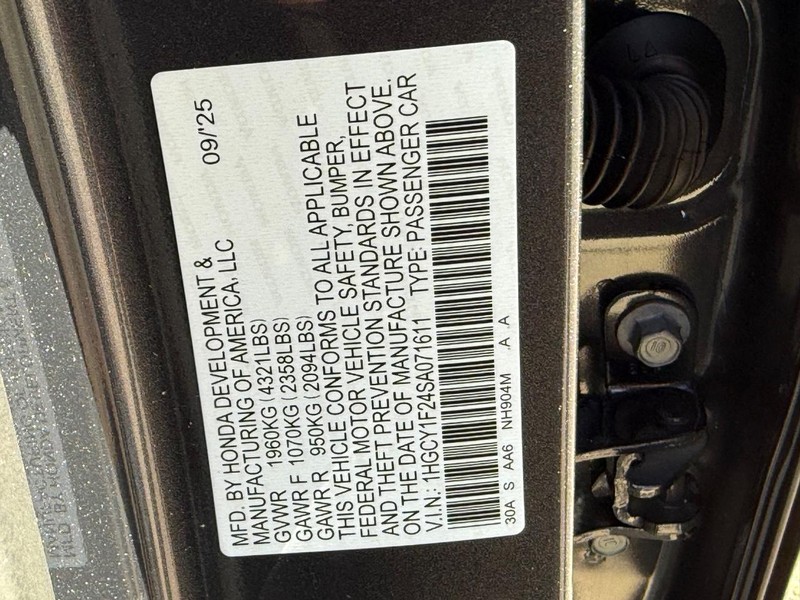 MFD. BY HONDA DEVELOPMENT & 09/'25
MANUFACTURING OF AMERICA, LLC
GVWR 1960KG (4321LBS)
GAWR F 1070KG (2358LBS)
GAWR R 950KG (2094LBS)
THIS VEHICLE CONFORMS TO ALL APPLICABLE
FEDERAL MOTOR VEHICLE SAFETY, BUMPER,
AND THEFT PREVENTION STANDARDS IN EFFECT
ON THE DATE OF MANUFACTURE SHOWN ABOVE.
V.I.N.: 1HGCY1F24SA071611 TYPE: PASSENGER CAR
30A S AA6 NH904M .A .A
10